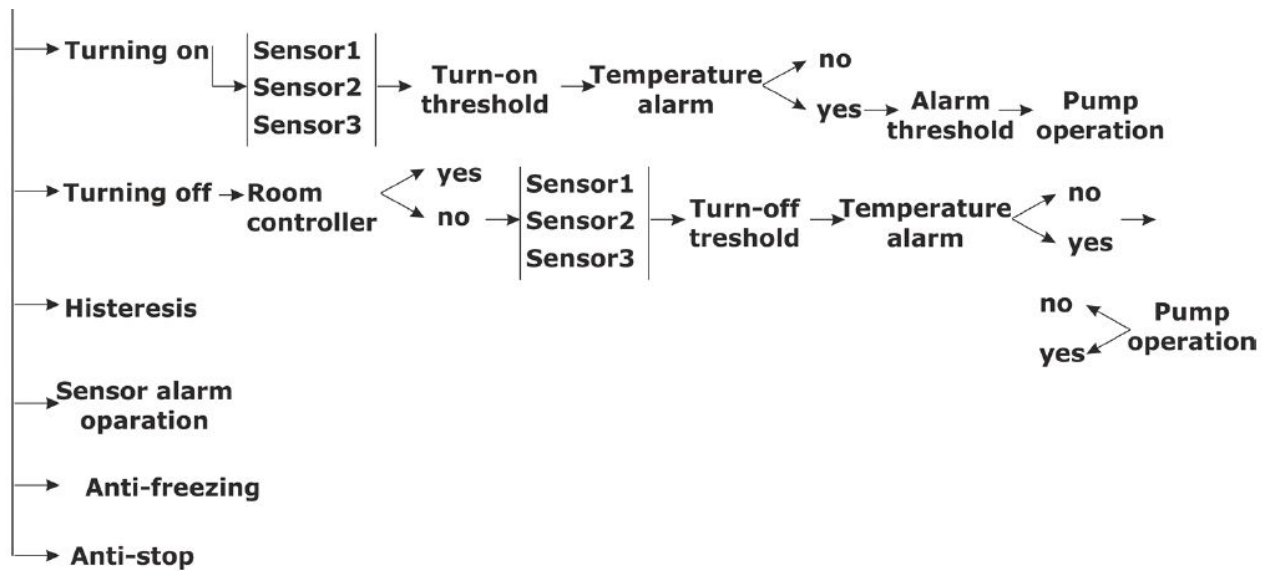 Turning on
Sensor1
Sensor2
Sensor3
Turn-on
threshold
Temperature
alarm
no
yes
Alarm
threshold
Pump
operation
Turning off
Room
controller
yes
no
Sensor1
Sensor2
Sensor3
Turn-off
treshold
Temperature
alarm
no
yes
Histeresis
no
yes
Pump
operation
Sensor alarm
oparation
Anti-freezing
Anti-stop